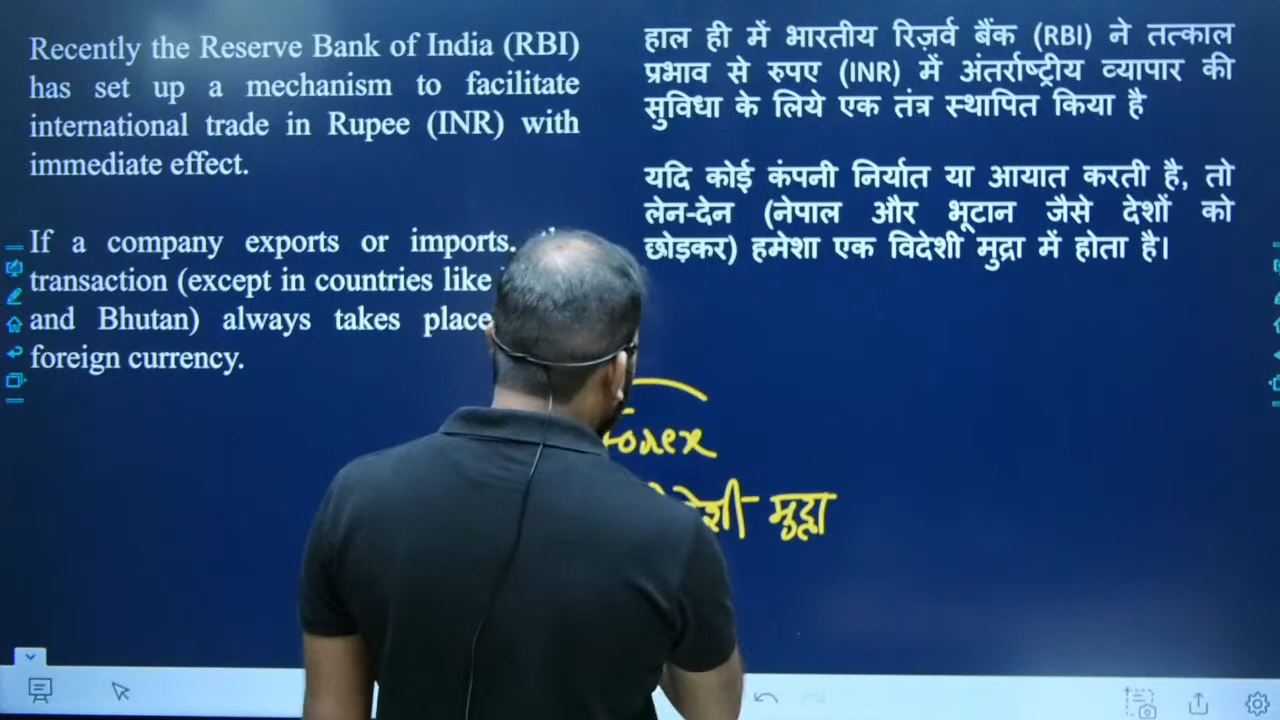 Recently the Reserve Bank of India (RBI)
has set up a mechanism to facilitate
international trade in Rupee (INR) with
immediate effect.
If a company exports or imports.
transaction (except in countries like
and Bhutan) always takes place
foreign currency.
हाल ही में भारतीय रिज़र्व बैंक (RBI) ने तत्काल
प्रभाव से रुपए (INR) में अंतर्राष्ट्रीय व्यापार की
सुविधा के लिये एक तंत्र स्थापित किया है
यदि कोई कंपनी निर्यात या आयात करती है, तो
लेन-देन (नेपाल और भूटान जैसे देशों को
छोड़कर) हमेशा एक विदेशी मुद्रा में होता है।
Forex
मुद्रा